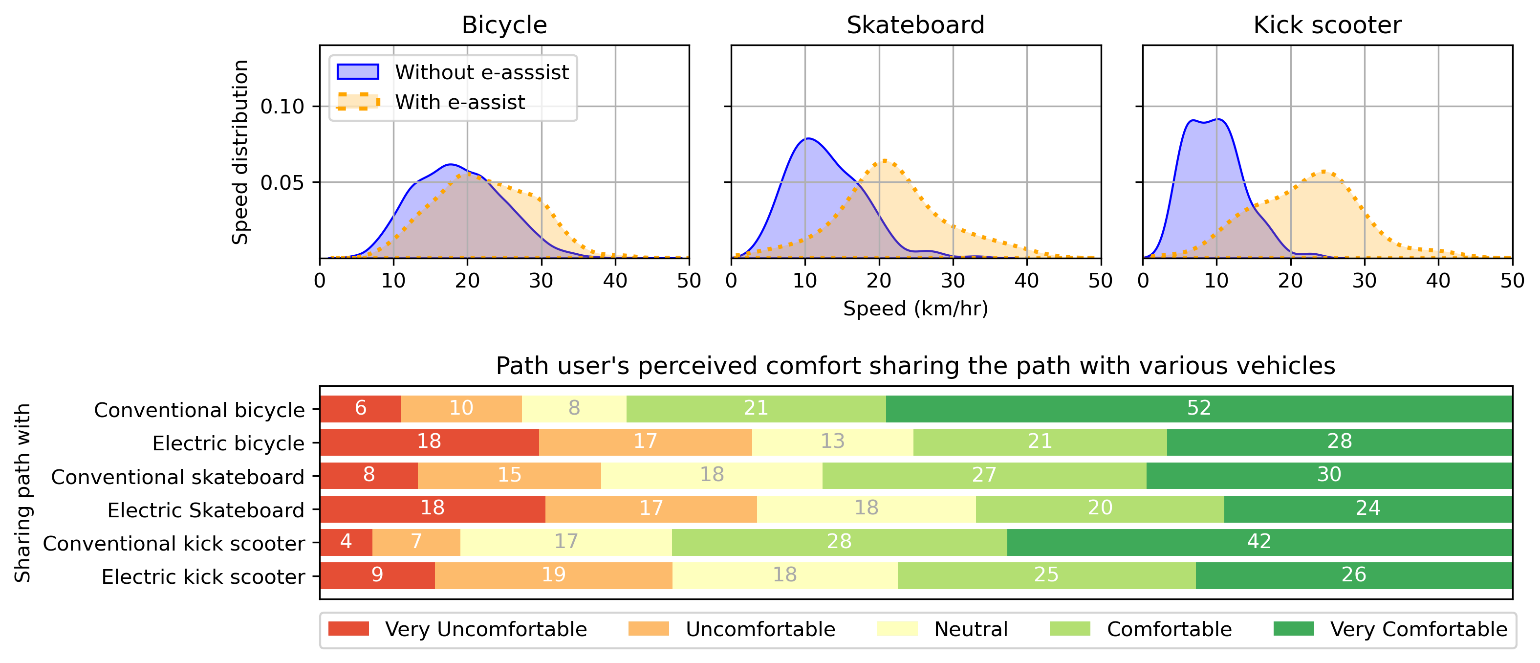 Bicycle
Skateboard
Kick scooter
Speed distribution
0.10
0.05
Without e-asssist
With e-assist
0 10 20 30 40 50
0 10 20 30 40 50
0 10 20 30 40 50
Speed (km/hr)
Path user's perceived comfort sharing the path with various vehicles
Sharing path with
Conventional bicycle 6 10 8 21 52
Electric bicycle 18 17 13 21 28
Conventional skateboard 8 15 18 27 30
Electric Skateboard 18 17 18 20 24
Conventional kick scooter 4 7 17 28 42
Electric kick scooter 9 19 18 25 26
Very Uncomfortable Uncomfortable Neutral Comfortable Very Comfortable